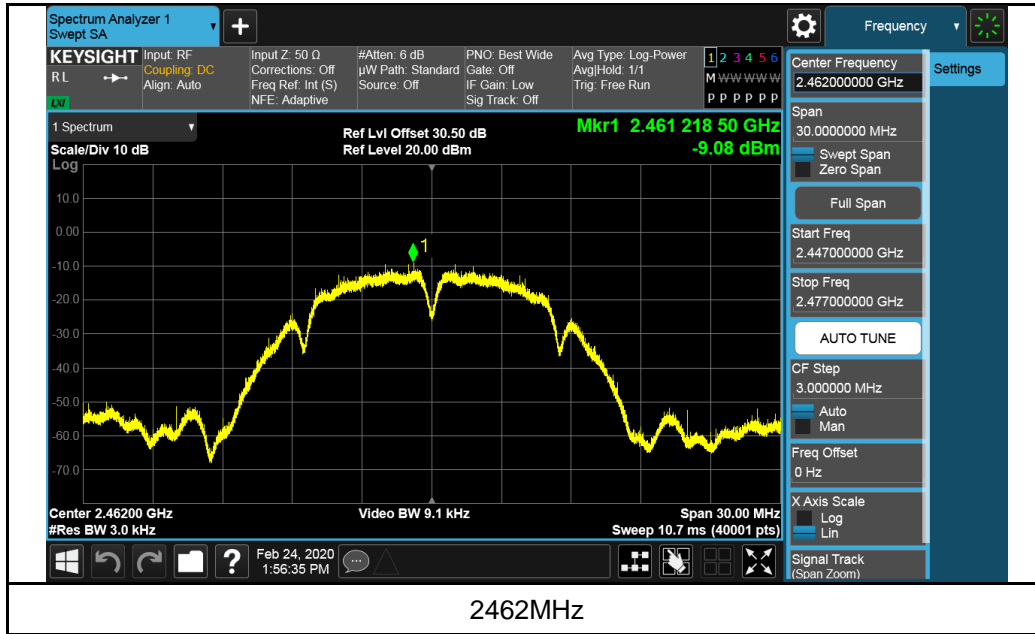 Spectrum Analyzer 1
Swept SA
+
Frequency
KEYSIGHT
RL
LXI
Input: RF
Coupling: DC
Align: Auto
Input Z: 50 Ω
Corrections: Off
Freq Ref: Int (S)
NFE: Adaptive
#Atten: 6 dB
µW Path: Standard
Source: Off
PNO: Best Wide
Gate: Off
IF Gain: Low
Sig Track: Off
Avg Type: Log-Power
Avg|Hold: 1/1
Trig: Free Run
1 2 3 4 5 6
M W W W W W
P P P P P P
1 Spectrum
Scale/Div 10 dB
Log
Ref Lvl Offset 30.50 dB
Ref Level 20.00 dBm
Mkr1 2.461 218 50 GHz
-9.08 dBm
10.0
0.00
-10.0
-20.0
-30.0
-40.0
-50.0
-60.0
-70.0
1
Center 2.46200 GHz
#Res BW 3.0 kHz
Video BW 9.1 kHz
Span 30.00 MHz
Sweep 10.7 ms (40001 pts)
?
Feb 24, 2020
1:56:35 PM
Center Frequency
2.462000000 GHz
Settings
Span
30.0000000 MHz
Swept Span
Zero Span
Full Span
Start Freq
2.447000000 GHz
Stop Freq
2.477000000 GHz
AUTO TUNE
CF Step
3.000000 MHz
Auto
Man
Freq Offset
0 Hz
X Axis Scale
Log
Lin
Signal Track
(Span Zoom)
2462MHz